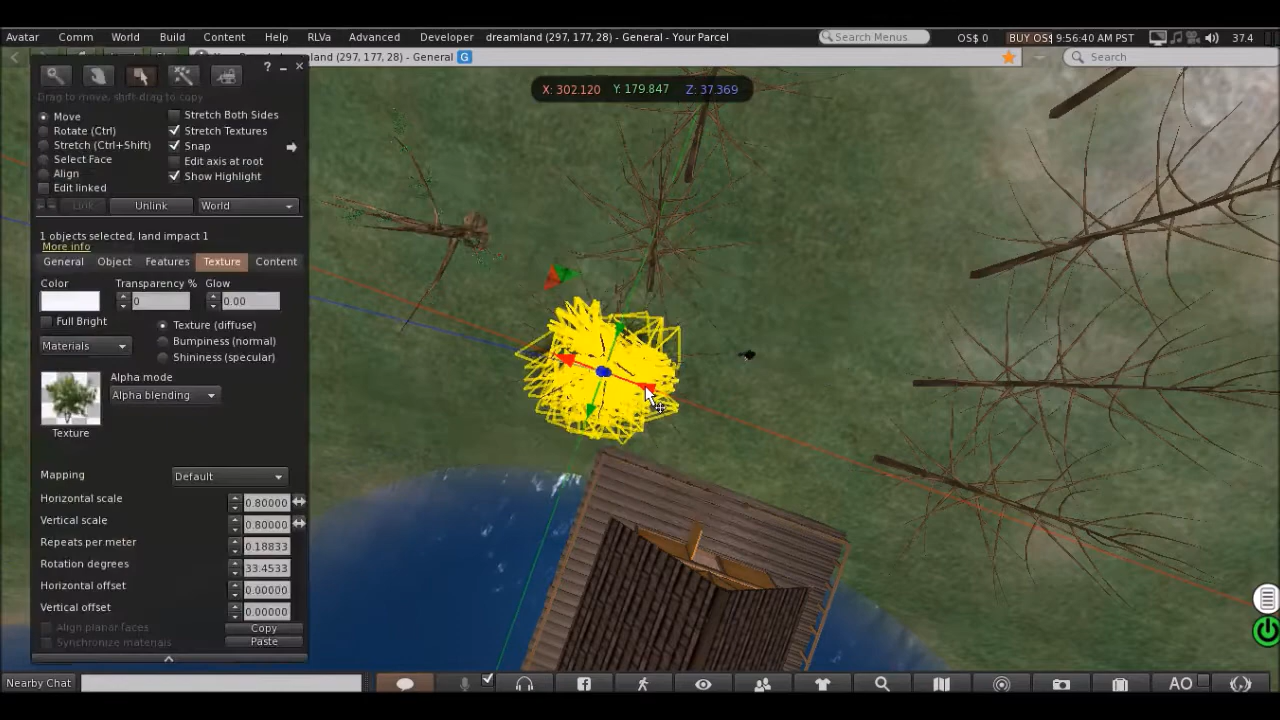 Avatar Comm World Build Content Help RLVa Advanced Developer dreamland (297, 177, 28) - General - Your Parcel Search Menus OS$ 0 BUY OS$ 9:56:40 AM PST 37.4
dreamland (297, 177, 28) - General G Search
? _ ×
Drag to move, shift-drag to copy
X: 302.120 Y: 179.847 Z: 37.369
Move Stretch Both Sides
Rotate (Ctrl) Stretch Textures
Stretch (Ctrl+Shift) Snap
Select Face Edit axis at root
Align Show Highlight
Edit linked
Link Unlink World
1 objects selected, land impact 1
More info
General Object Features Texture Content
Color Transparency % Glow
0 0.00
Full Bright Texture (diffuse)
Materials Bumpiness (normal)
Shininess (specular)
Alpha mode
Alpha blending
Texture
Mapping Default
Horizontal scale 0.80000
Vertical scale 0.80000
Repeats per meter 0.18833
Rotation degrees 33.4533
Horizontal offset 0.00000
Vertical offset 0.00000
Align planar faces Copy
Synchronize materials Paste
Nearby Chat AO